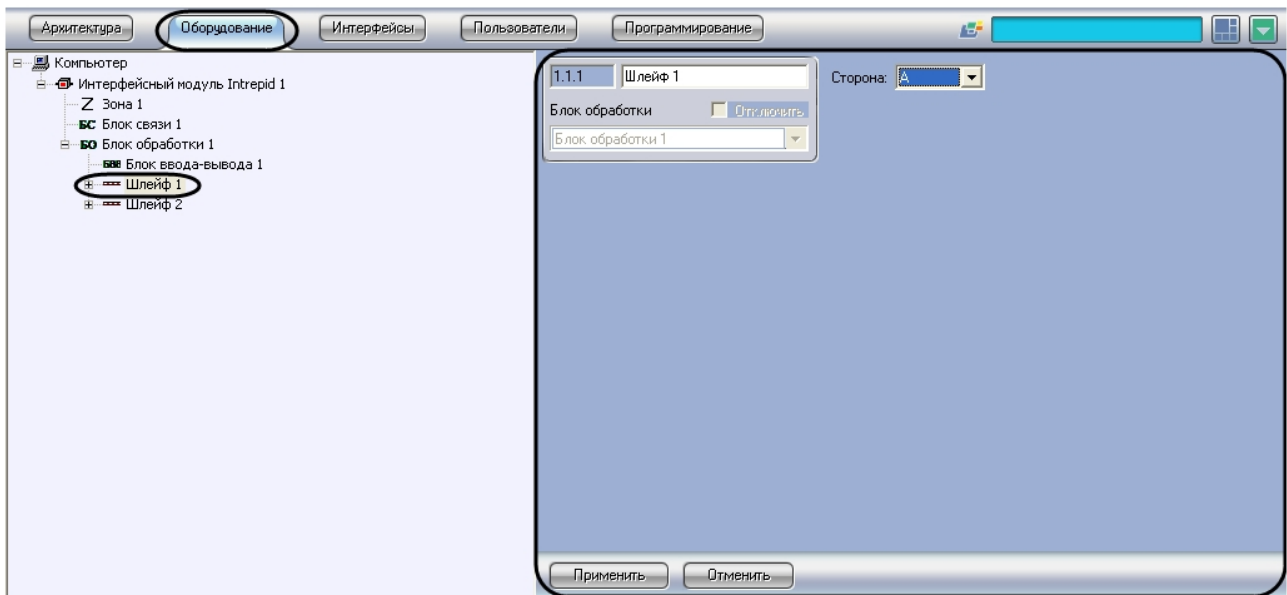 Архитектура Оборудование Интерфейсы Пользователи Программирование
Компьютер
Интерфейсный модуль Intrepid 1
Z Зона 1
БС Блок связи 1
БО Блок обработки 1
БВВ Блок ввода-вывода 1
Шлейф 1
Шлейф 2
1.1.1 Шлейф 1 Сторона: A
Блок обработки Отключить
Блок обработки 1
Применить Отменить